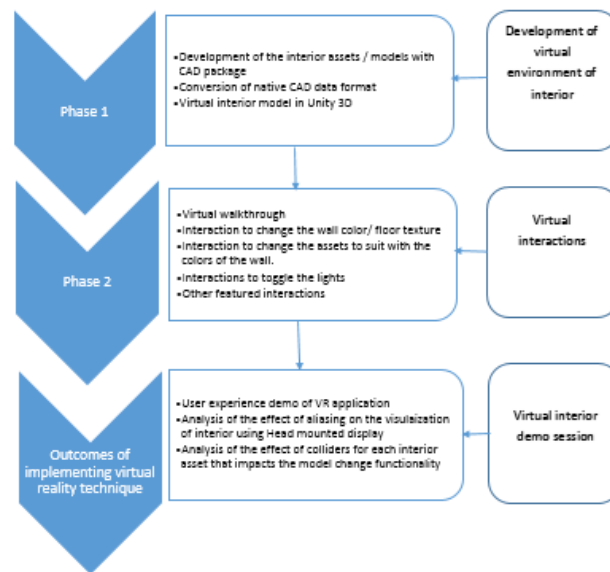 Phase 1
•Development of the interior assets / models with
CAD package
•Conversion of native CAD data format
•Virtual interior model in Unity 3D
Development of
virtual
environment of
interior
Phase 2
•Virtual walkthrough
•Interaction to change the wall color/ floor texture
•Interaction to change the assets to suit with the
colors of the wall.
•Interactions to toggle the lights
•Other featured interactions
Virtual
interactions
Outcomes of
implementing virtual
reality technique
•User experience demo of VR application
•Analysis of the effect of aliasing on the visulaization
of interior using Head mounted display
•Analysis of the effect of colliders for each interior
asset that impacts the model change functionality
Virtual interior
demo session